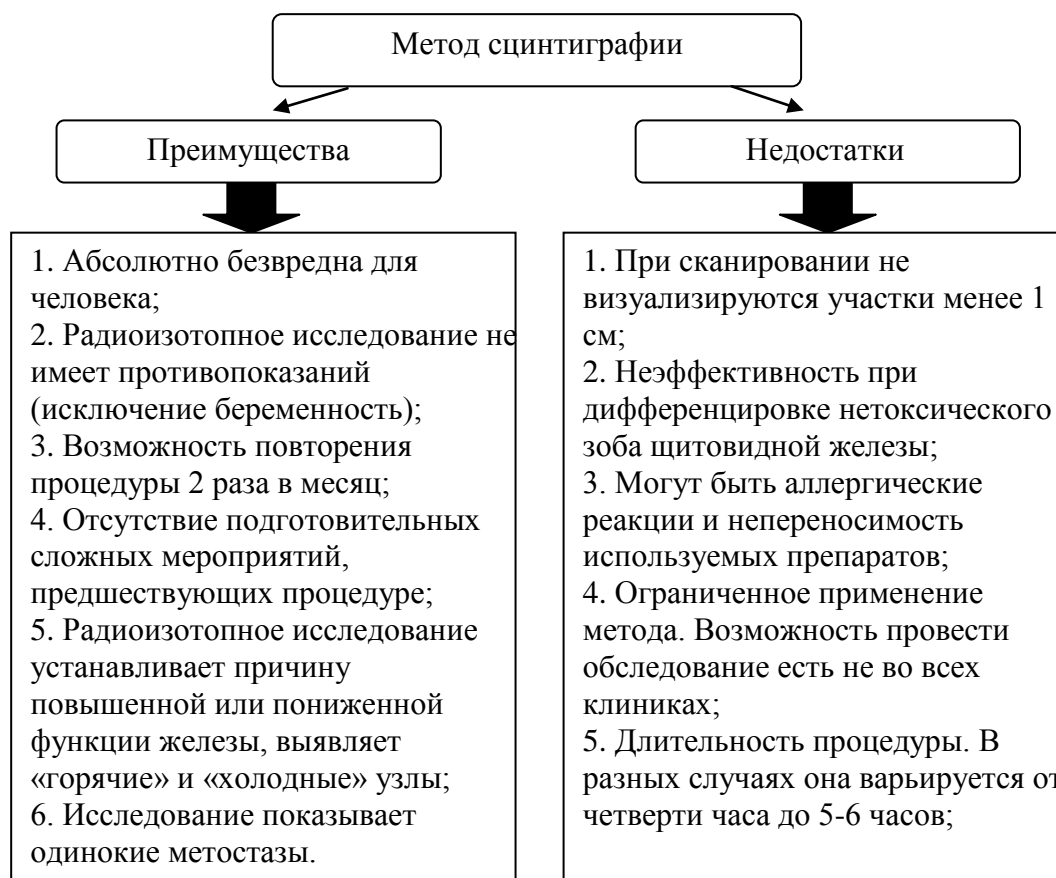 Метод сцинтиграфии
Преимущества
Недостатки
1. Абсолютно безвредна для
человека;
2. Радиоизотопное исследование не
имеет противопоказаний
(исключение беременность);
3. Возможность повторения
процедуры 2 раза в месяц;
4. Отсутствие подготовительных
сложных мероприятий,
предшествующих процедуре;
5. Радиоизотопное исследование
устанавливает причину
повышенной или пониженной
функции железы, выявляет
«горячие» и «холодные» узлы;
6. Исследование показывает
одинокие метостазы.
1. При сканировании не
визуализируются участки менее 1
см;
2. Неэффективность при
дифференцировке нетоксического
зоба щитовидной железы;
3. Могут быть аллергические
реакции и непереносимость
используемых препаратов;
4. Ограниченное применение
метода. Возможность провести
обследование есть не во всех
клиниках;
5. Длительность процедуры. В
разных случаях она варьируется от
четверти часа до 5-6 часов;